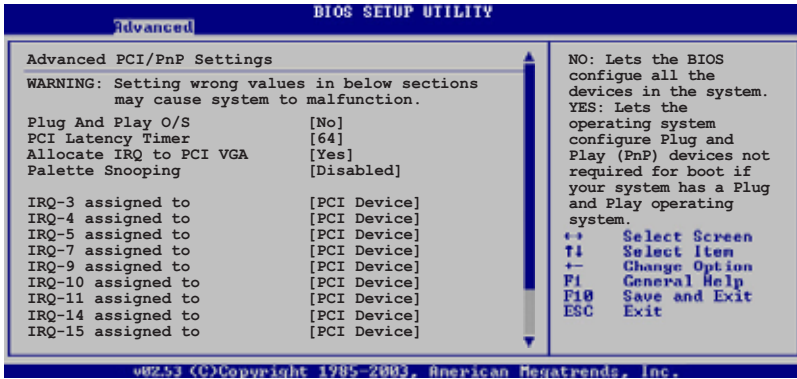 BIOS SETUP UTILITY
Advanced
Advanced PCI/PnP Settings
WARNING: Setting wrong values in below sections
may cause system to malfunction.
Plug And Play O/S [No]
PCI Latency Timer [64]
Allocate IRQ to PCI VGA [Yes]
Palette Snooping [Disabled]
IRQ-3 assigned to [PCI Device]
IRQ-4 assigned to [PCI Device]
IRQ-5 assigned to [PCI Device]
IRQ-7 assigned to [PCI Device]
IRQ-9 assigned to [PCI Device]
IRQ-10 assigned to [PCI Device]
IRQ-11 assigned to [PCI Device]
IRQ-14 assigned to [PCI Device]
IRQ-15 assigned to [PCI Device]
NO: Lets the BIOS
configue all the
devices in the system.
YES: Lets the
operating system
configure Plug and
Play (PnP) devices not
required for boot if
your system has a Plug
and Play operating
system.
↔ Select Screen
↑↓ Select Item
+- Change Option
F1 General Help
F10 Save and Exit
ESC Exit
v02.53 (C)Copyright 1985-2003, American Megatrends, Inc.